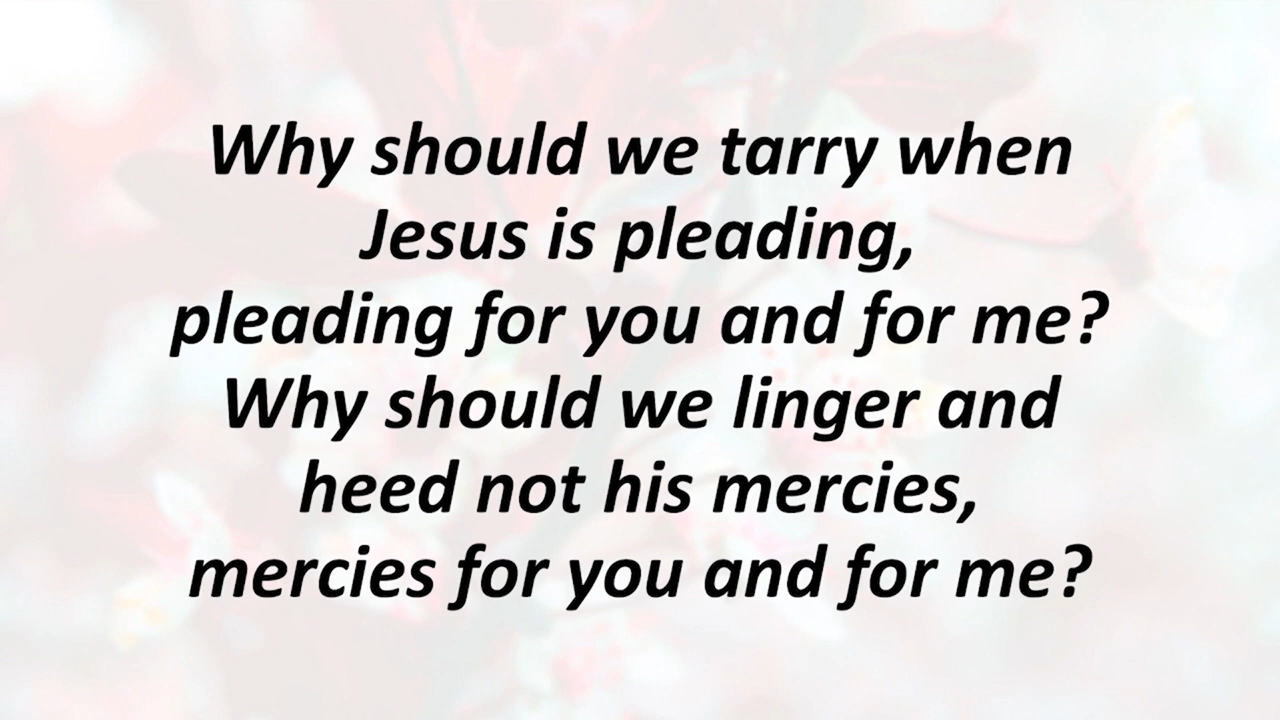 Why should we tarry when
Jesus is pleading,
pleading for you and for me?
Why should we linger and
heed not his mercies,
mercies for you and for me?